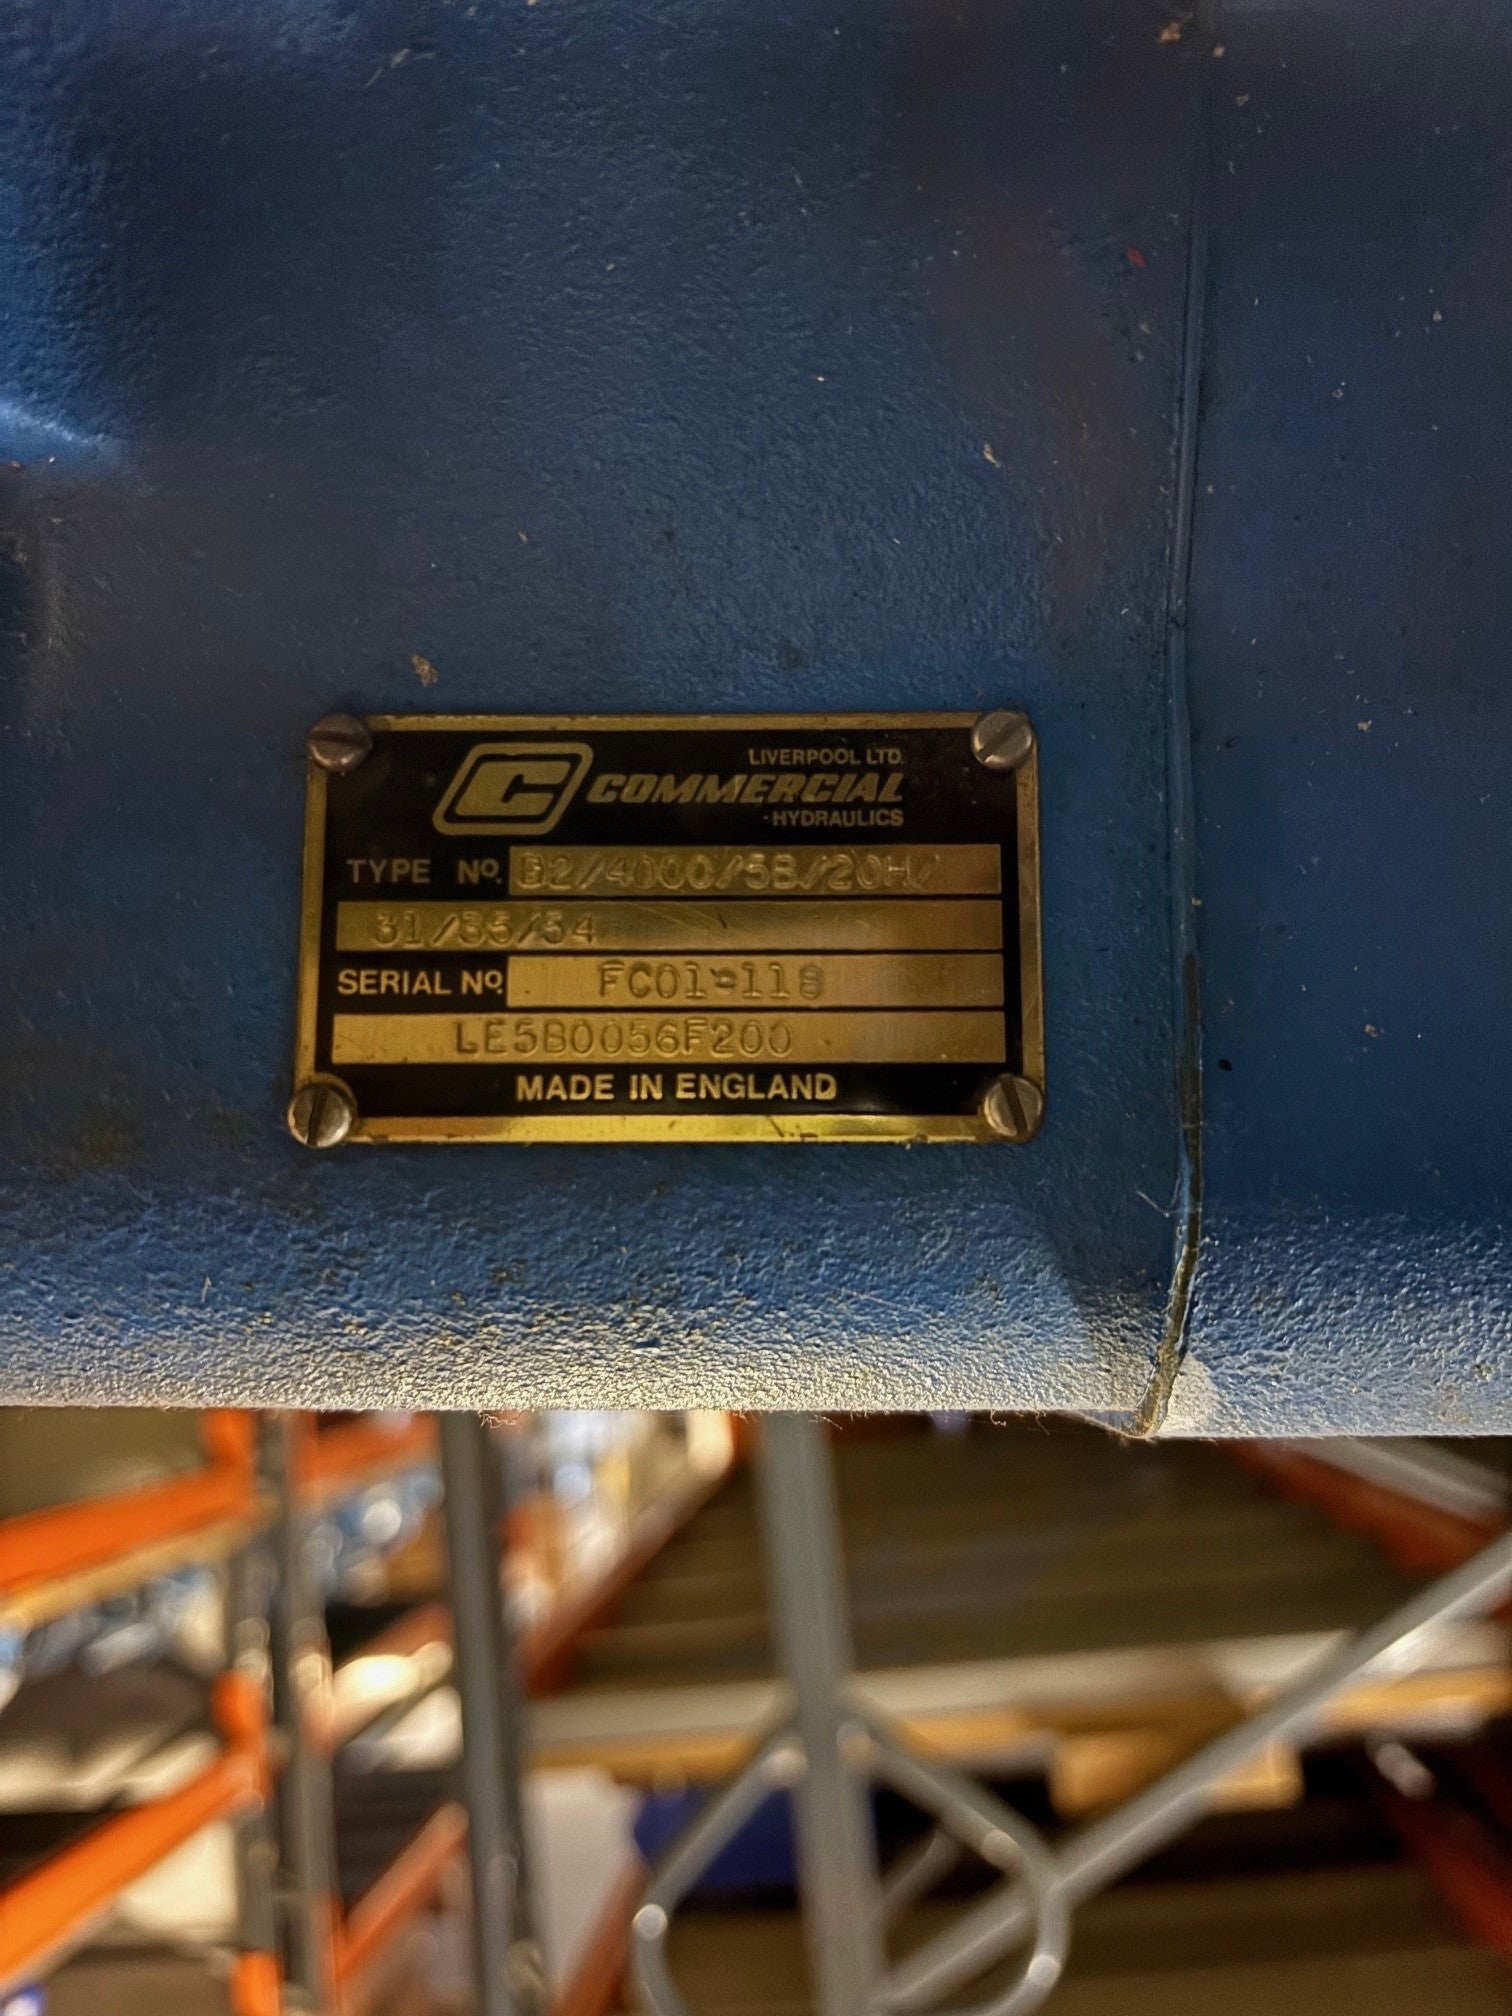 LIVERPOOL LTD.
C COMMERCIAL
·HYDRAULICS
TYPE No. B2/4000/58/20H/
31/35/54
SERIAL No. FC01-118
LE5B0056F200
MADE IN ENGLAND